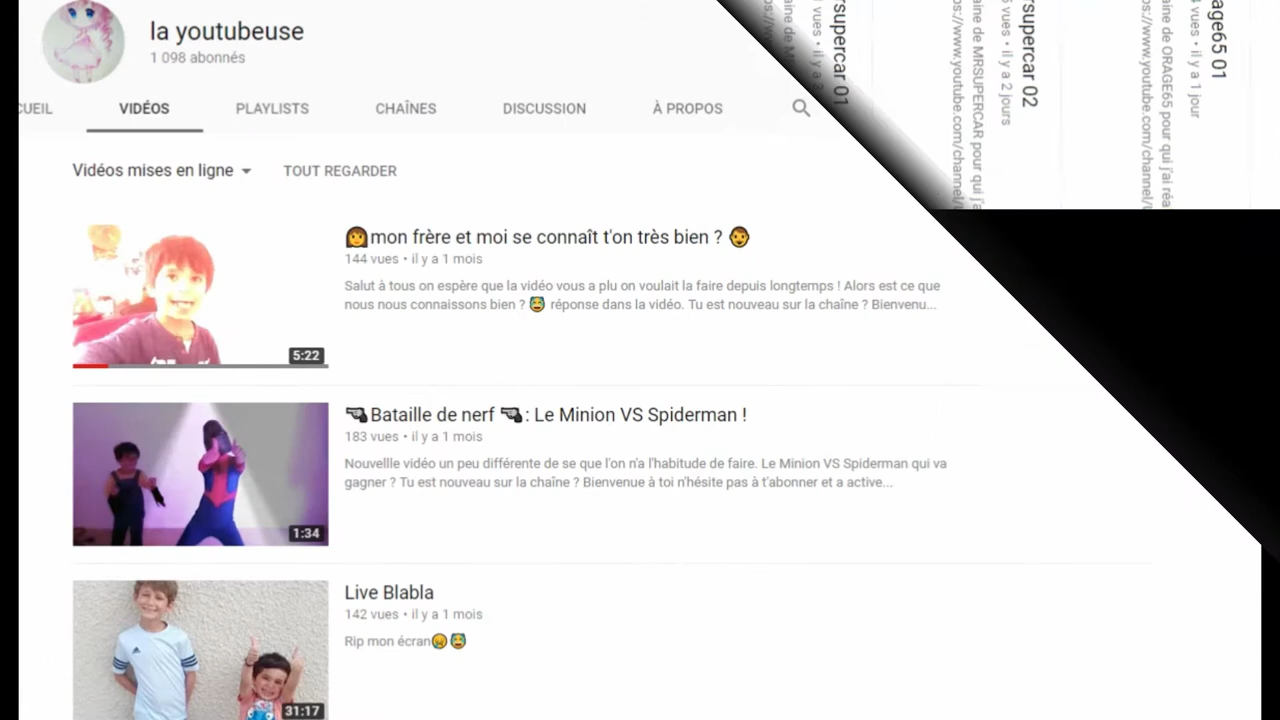 la youtubeuse
1 098 abonnés
CUEIL
VIDÉOS
PLAYLISTS
CHAÎNES
DISCUSSION
À PROPOS
Vidéos mises en ligne
TOUT REGARDER
👩mon frère et moi se connaît t'on très bien ? 👨
144 vues • il y a 1 mois
Salut à tous on espère que la vidéo vous a plu on voulait la faire depuis longtemps ! Alors est ce que
nous nous connaissons bien ? 😅 réponse dans la vidéo. Tu est nouveau sur la chaîne ? Bienvenu...
5:22
🔫Bataille de nerf 🔫: Le Minion VS Spiderman !
183 vues • il y a 1 mois
Nouvellle vidéo un peu différente de se que l'on n'a l'habitude de faire. Le Minion VS Spiderman qui va
gagner ? Tu est nouveau sur la chaîne ? Bienvenue à toi n'hésite pas à t'abonner et a active...
1:34
Live Blabla
142 vues • il y a 1 mois
Rip mon écran😢😅
31:17
rsupercar 01
vues • il y a
rsupercar 02
vues • il y a 2 jours
aine de MRSUPERCAR pour qui j'a
ps://www.youtube.com/channel/
age65 01
vues • il y a 1 jour
aine de ORAGE65 pour qui j'ai réa
ps://www.youtube.com/channel/